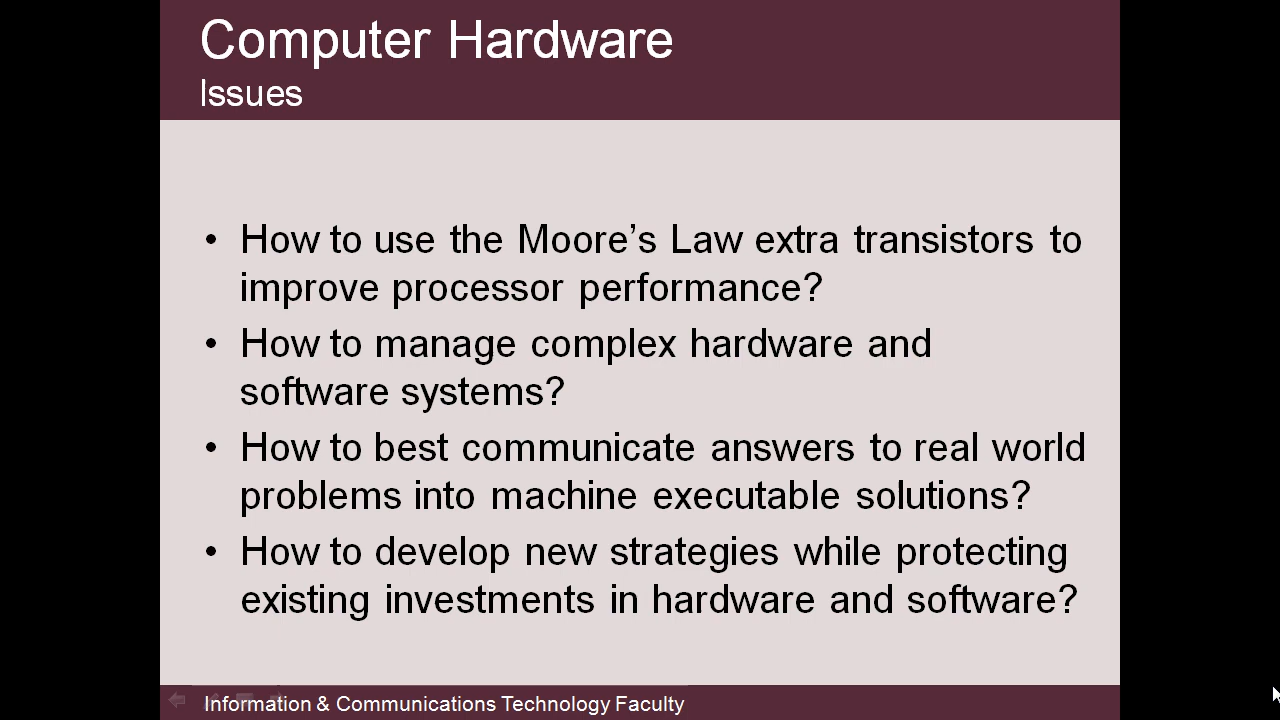 Computer Hardware
Issues
• How to use the Moore’s Law extra transistors to
improve processor performance?
• How to manage complex hardware and
software systems?
• How to best communicate answers to real world
problems into machine executable solutions?
• How to develop new strategies while protecting
existing investments in hardware and software?
Information & Communications Technology Faculty